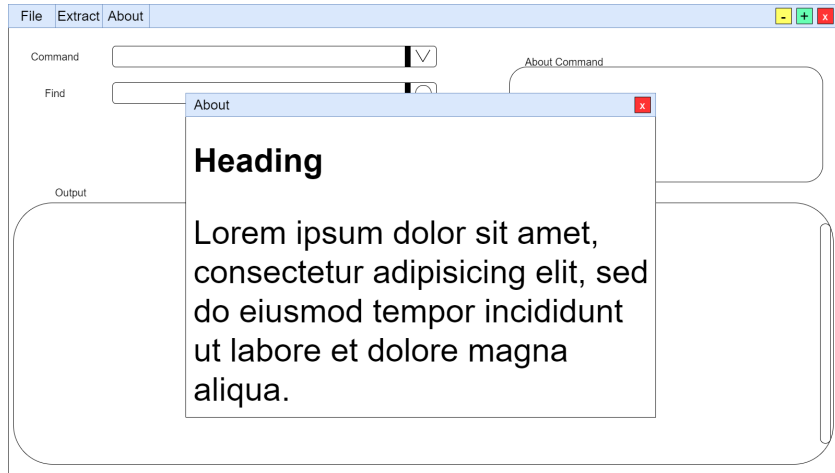 File Extract About - + x
Command
About Command
Find
About x
Heading
Output
Lorem ipsum dolor sit amet,
consectetur adipisicing elit, sed
do eiusmod tempor incididunt
ut labore et dolore magna
aliqua.